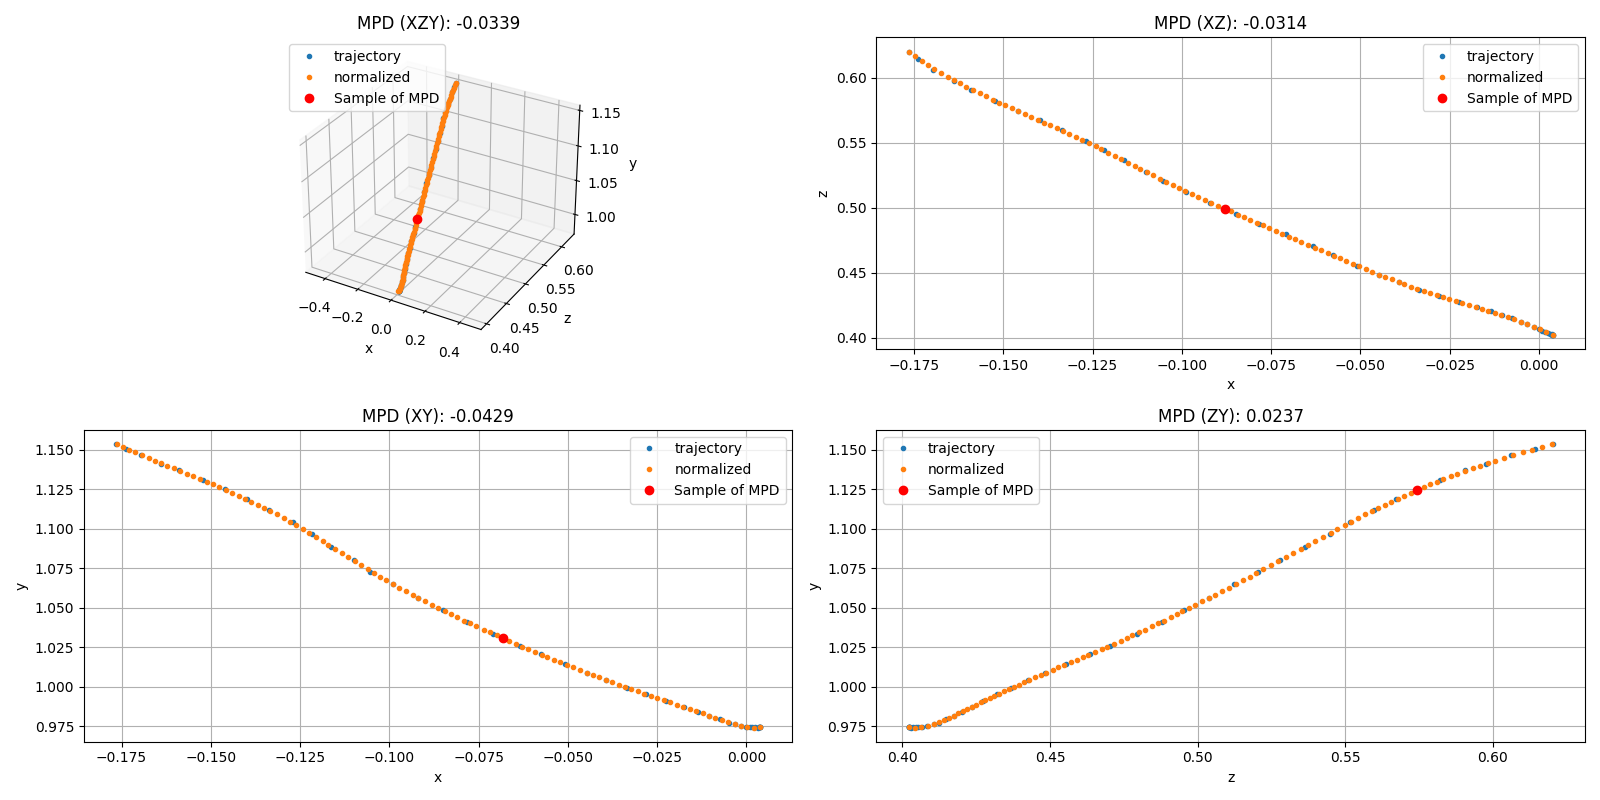 MPD (XZY): -0.0339
trajectory
normalized
Sample of MPD
1.15
1.10
1.05
1.00
y
−0.4
−0.2
0.0
0.2
0.4
x
0.40
0.45
0.50
0.55
0.60
z
MPD (XZ): -0.0314
trajectory
normalized
Sample of MPD
0.60
0.55
0.50
0.45
0.40
z
−0.175 −0.150 −0.125 −0.100 −0.075 −0.050 −0.025 0.000
x
MPD (XY): -0.0429
trajectory
normalized
Sample of MPD
1.150
1.125
1.100
1.075
1.050
1.025
1.000
0.975
y
−0.175 −0.150 −0.125 −0.100 −0.075 −0.050 −0.025 0.000
x
MPD (ZY): 0.0237
trajectory
normalized
Sample of MPD
1.150
1.125
1.100
1.075
1.050
1.025
1.000
0.975
y
0.40 0.45 0.50 0.55 0.60
z